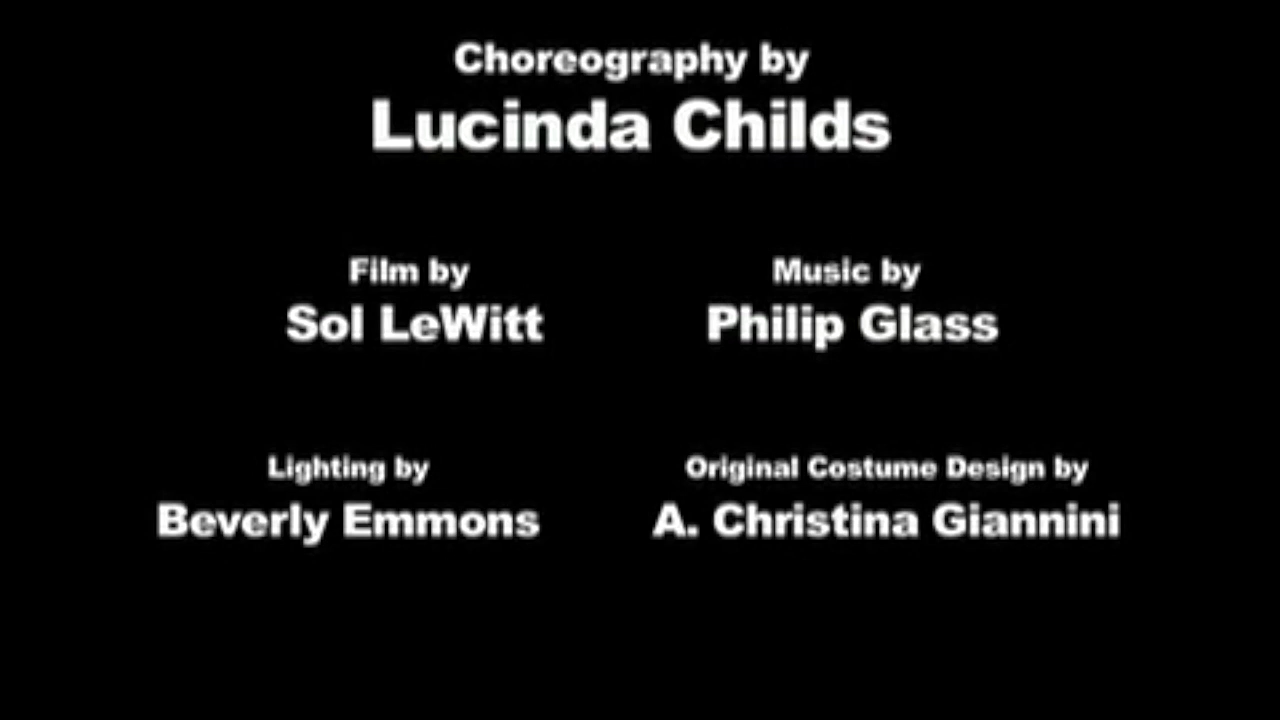 Choreography by
Lucinda Childs
Film by
Sol LeWitt
Music by
Philip Glass
Lighting by
Beverly Emmons
Original Costume Design by
A. Christina Giannini